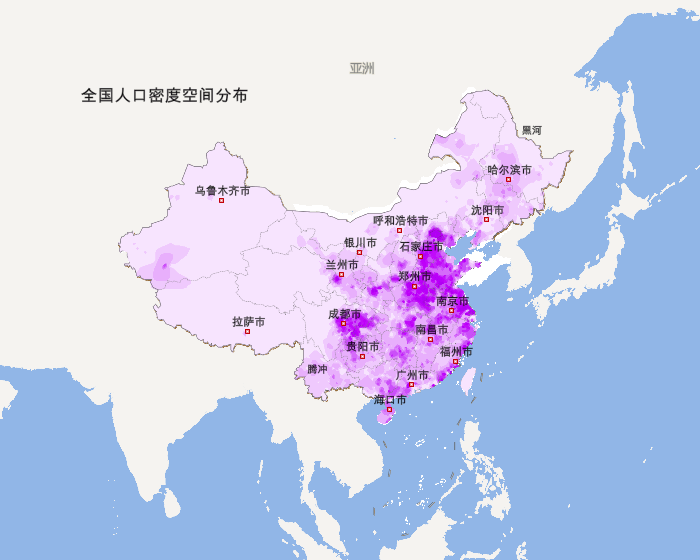 亚洲
全国人口密度空间分布
黑河
哈尔滨市
乌鲁木齐市
沈阳市
呼和浩特市
银川市
石家庄市
兰州市
郑州市
南京市
成都市
拉萨市
南昌市
贵阳市
福州市
腾冲
广州市
海口市